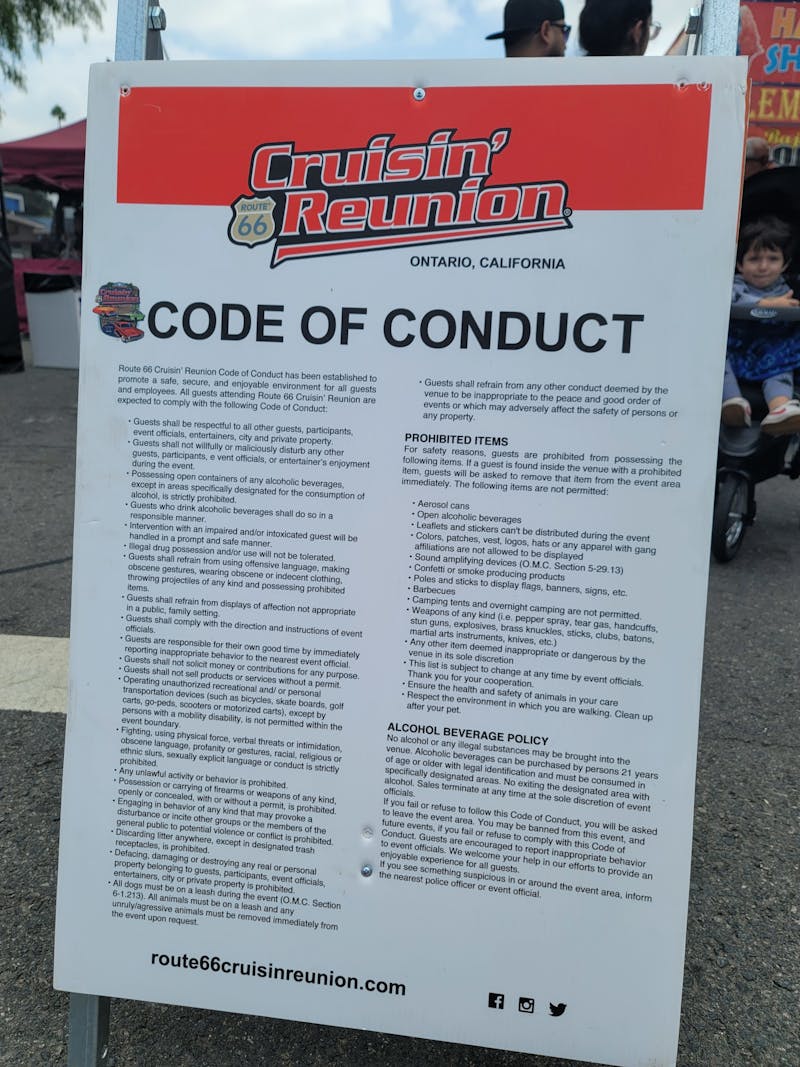 Cruisin'
ROUTE
66
Reunion
ONTARIO, CALIFORNIA
CODE OF CONDUCT
Route 66 Cruisin' Reunion Code of Conduct has been established to
promote a safe, secure, and enjoyable environment for all guests
and employees. All guests attending Route 66 Cruisin' Reunion are
expected to comply with the following Code of Conduct:
• Guests shall be respectful to all other guests, participants,
event officials, entertainers, city and private property.
• Guests shall not willfully or maliciously disturb any other
guests, participants, e vent officials, or entertainer's enjoyment
during the event.
• Possessing open containers of any alcoholic beverages,
except in areas specifically designated for the consumption of
alcohol, is strictly prohibited.
• Guests who drink alcoholic beverages shall do so in a
responsible manner.
• Intervention with an impaired and/or intoxicated guest will be
handled in a prompt and safe manner.
• Illegal drug possession and/or use will not be tolerated.
• Guests shall refrain from using offensive language, making
obscene gestures, wearing obscene or indecent clothing,
throwing projectiles of any kind and possessing prohibited
items.
• Guests shall refrain from displays of affection not appropriate
in a public, family setting.
• Guests shall comply with the direction and instructions of event
officials.
• Guests are responsible for their own good time by immediately
reporting inappropriate behavior to the nearest event official.
• Guests shall not solicit money or contributions for any purpose.
• Guests shall not sell products or services without a permit.
• Operating unauthorized recreational and/ or personal
transportation devices (such as bicycles, skate boards, golf
carts, go-peds, scooters or motorized carts), except by
persons with a mobility disability, is not permitted within the
event boundary.
• Fighting, using physical force, verbal threats or intimidation,
obscene language, profanity or gestures, racial, religious or
ethnic slurs, sexually explicit language or conduct is strictly
prohibited.
• Any unlawful activity or behavior is prohibited.
• Possession or carrying of firearms or weapons of any kind,
openly or concealed, with or without a permit, is prohibited.
• Engaging in behavior of any kind that may provoke a
disturbance or incite other groups or the members of the
general public to potential violence or conflict is prohibited.
• Discarding litter anywhere, except in designated trash
receptacles, is prohibited.
• Defacing, damaging or destroying any real or personal
property belonging to guests, participants, event officials,
entertainers, city or private property is prohibited.
• All dogs must be on a leash during the event (O.M.C. Section
6-1.213). All animals must be on a leash and any
unruly/agressive animals must be removed immediately from
the event upon request.
• Guests shall refrain from any other conduct deemed by the
venue to be inappropriate to the peace and good order of
events or which may adversely affect the safety of persons or
any property.
PROHIBITED ITEMS
For safety reasons, guests are prohibited from possessing the
following items. If a guest is found inside the venue with a prohibited
item, guests will be asked to remove that item from the event area
immediately. The following items are not permitted:
• Aerosol cans
• Open alcoholic beverages
• Leaflets and stickers can't be distributed during the event
• Colors, patches, vest, logos, hats or any apparel with gang
affiliations are not allowed to be displayed
• Sound amplifying devices (O.M.C. Section 5-29.13)
• Confetti or smoke producing products
• Poles and sticks to display flags, banners, signs, etc.
• Barbecues
• Camping tents and overnight camping are not permitted.
• Weapons of any kind (i.e. pepper spray, tear gas, handcuffs,
stun guns, explosives, brass knuckles, sticks, clubs, batons,
martial arts instruments, knives, etc.)
• Any other item deemed inappropriate or dangerous by the
venue in its sole discretion
• This list is subject to change at any time by event officials.
Thank you for your cooperation.
• Ensure the health and safety of animals in your care
• Respect the environment in which you are walking. Clean up
after your pet.
ALCOHOL BEVERAGE POLICY
No alcohol or any illegal substances may be brought into the
venue. Alcoholic beverages can be purchased by persons 21 years
of age or older with legal identification and must be consumed in
specifically designated areas. No exiting the designated area with
alcohol. Sales terminate at any time at the sole discretion of event
officials.
If you fail or refuse to follow this Code of Conduct, you will be asked
to leave the event area. You may be banned from this event, and
future events, if you fail or refuse to comply with this Code of
Conduct. Guests are encouraged to report inappropriate behavior
to event officials. We welcome your help in our efforts to provide an
enjoyable experience for all guests.
If you see something suspicious in or around the event area, inform
the nearest police officer or event official.
route66cruisinreunion.com